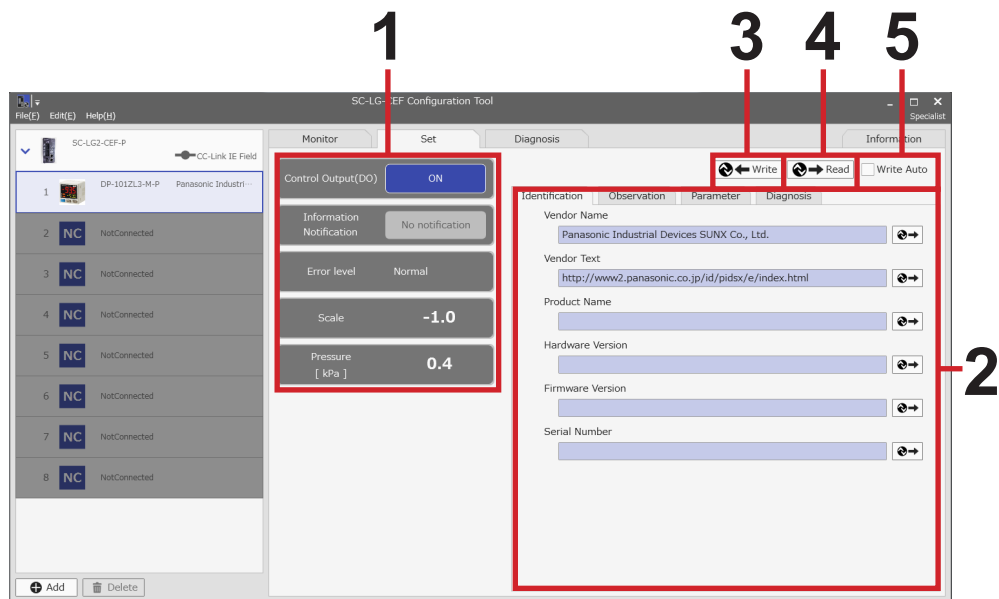 1
3
4
5
SC-LG-CEF Configuration Tool
File(F) Edit(E) Help(H)
Specialist
SC-LG2-CEF-P
CC-Link IE Field
Monitor
Set
Diagnosis
Information
1
DP-101ZL3-M-P
Panasonic Industri…
2
NC
NotConnected
3
NC
NotConnected
4
NC
NotConnected
5
NC
NotConnected
6
NC
NotConnected
7
NC
NotConnected
8
NC
NotConnected
Add
Delete
Control Output(DO)
ON
Information
Notification
No notification
Error level
Normal
Scale
-1.0
Pressure
[ kPa ]
0.4
Write
Read
Write Auto
Identification
Observation
Parameter
Diagnosis
Vendor Name
Panasonic Industrial Devices SUNX Co., Ltd.
Vendor Text
http://www2.panasonic.co.jp/id/pidsx/e/index.html
Product Name
Hardware Version
Firmware Version
Serial Number
2